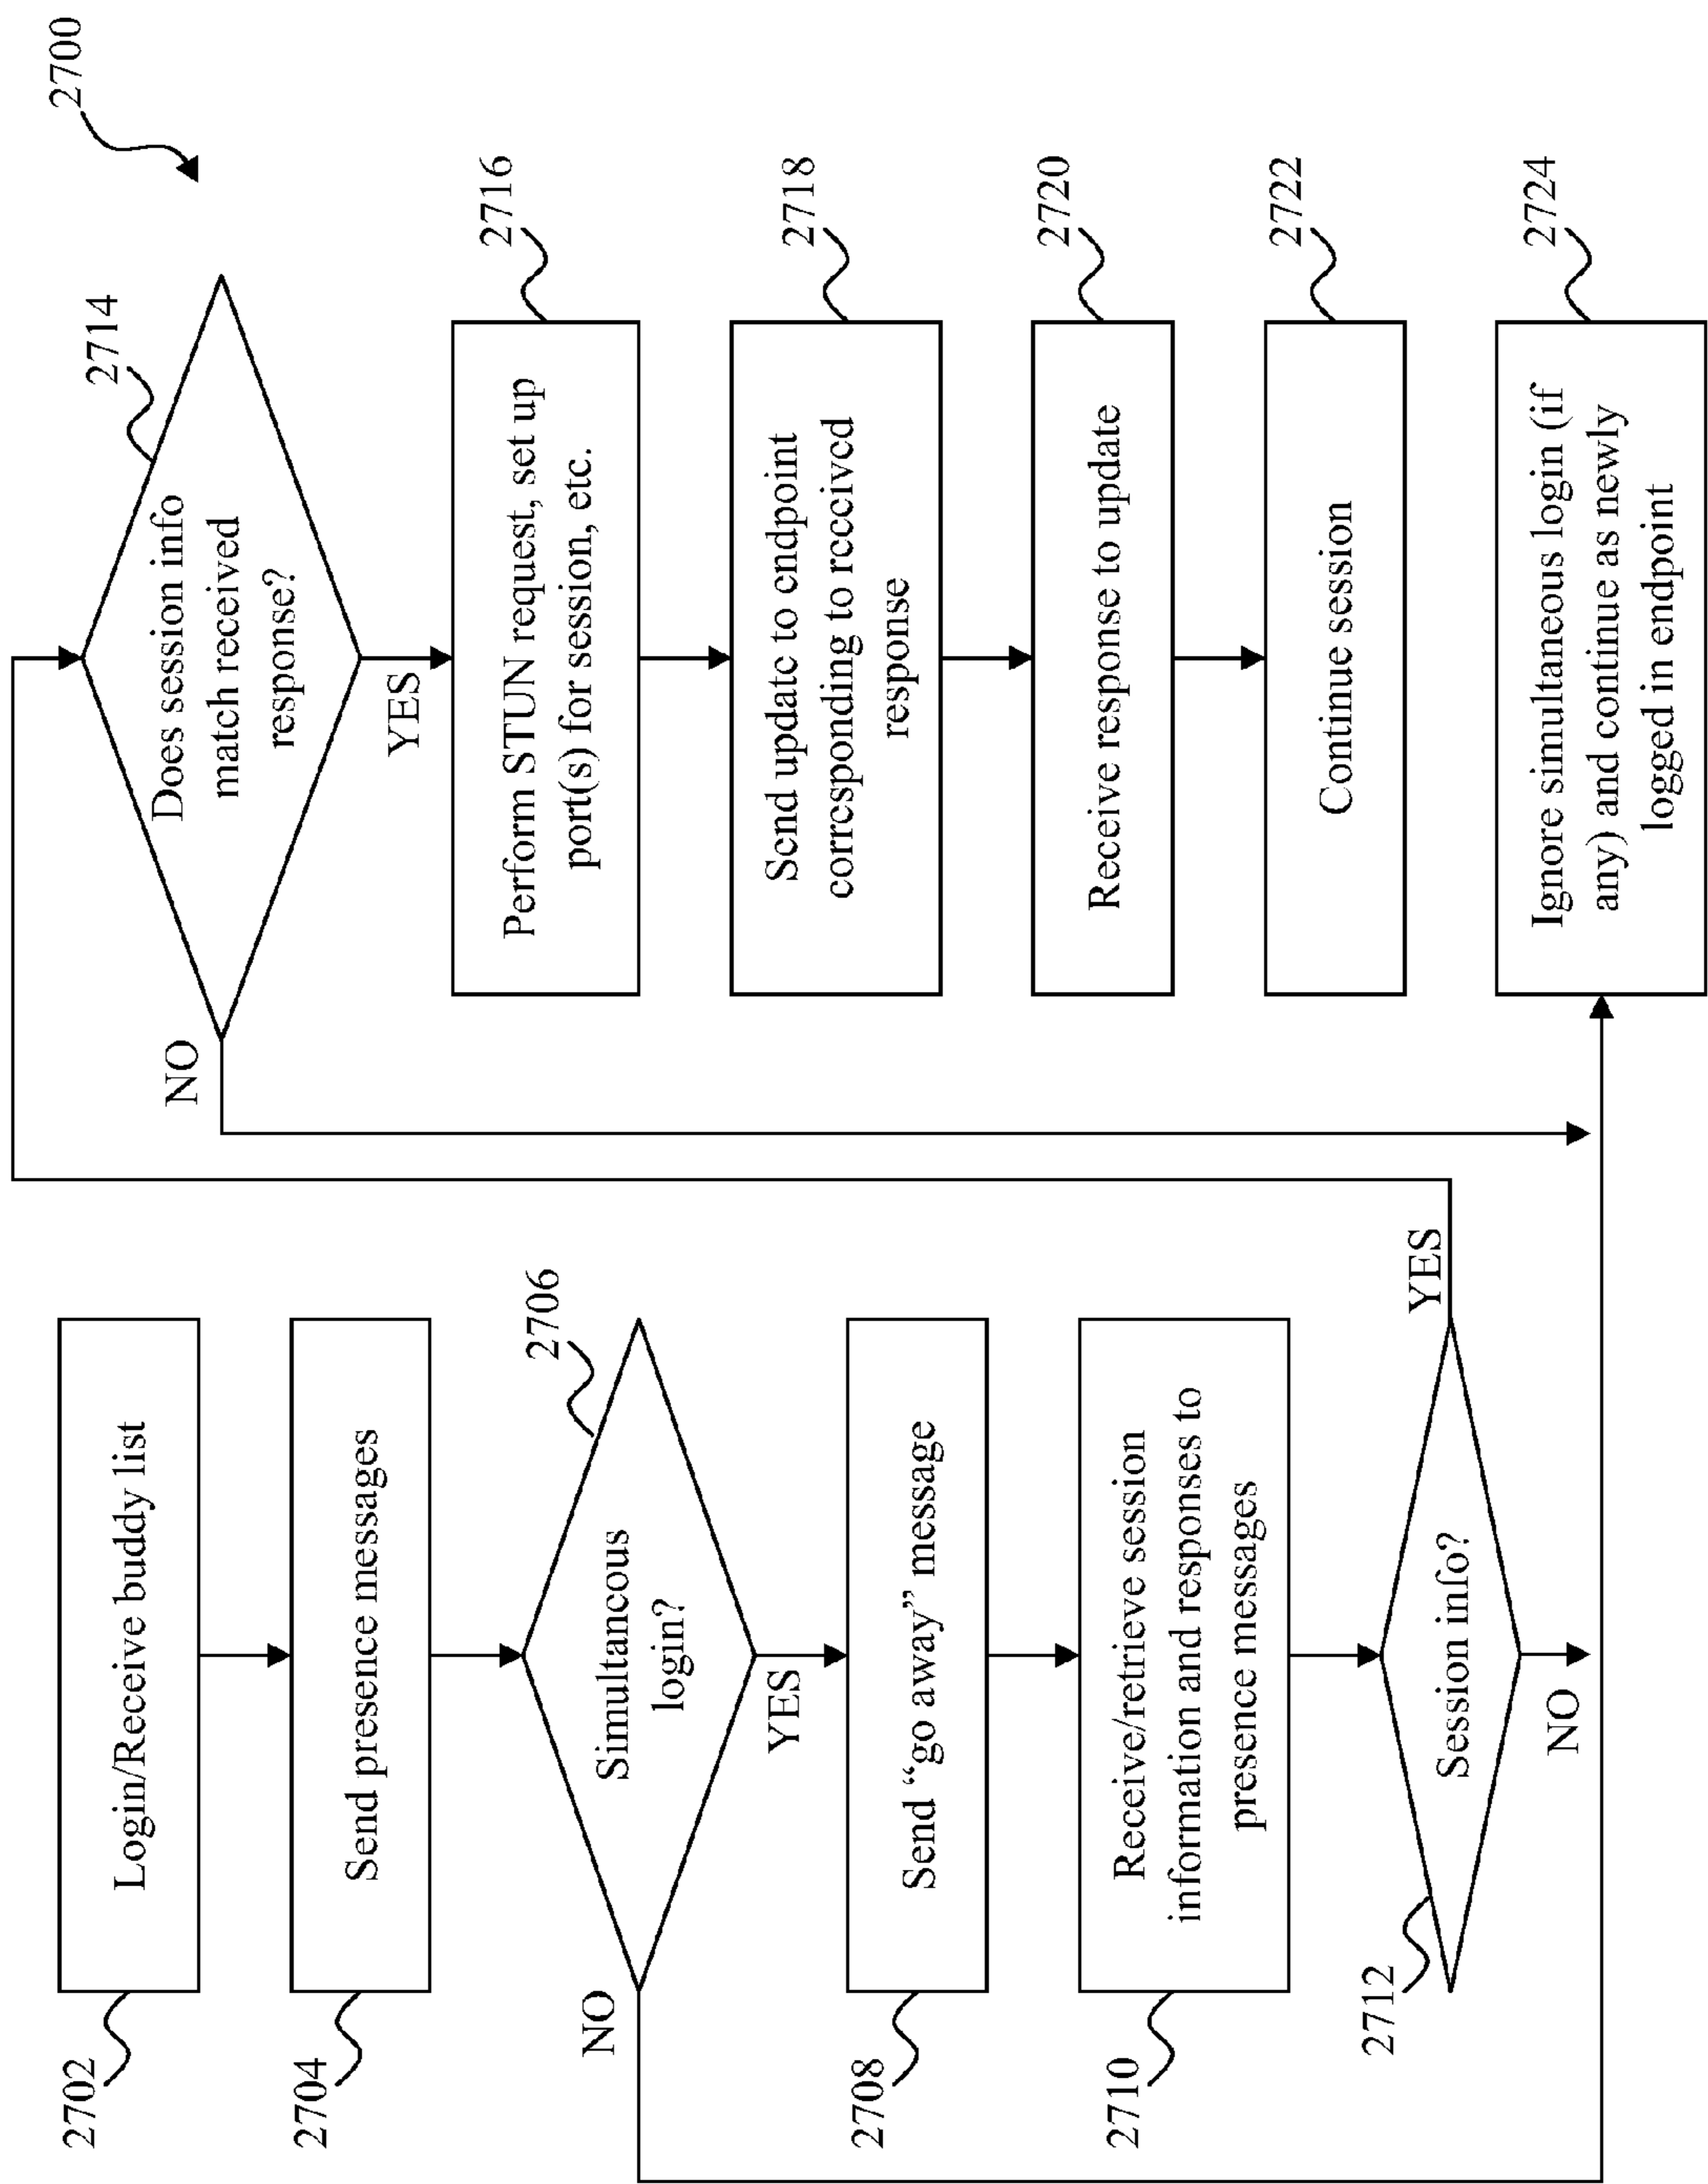 2700
2702
Login/Receive buddy list
2704
Send presence messages
2706
Simultaneous
login?
NO
YES
2708
Send “go away” message
2710
Receive/retrieve session
information and responses to
presence messages
2712
Session info?
YES
NO
2714
Does session info
match received
response?
NO
YES
2716
Perform STUN request, set up
port(s) for session, etc.
2718
Send update to endpoint
corresponding to received
response
2720
Receive response to update
2722
Continue session
2724
Ignore simultaneous login (if
any) and continue as newly
logged in endpoint